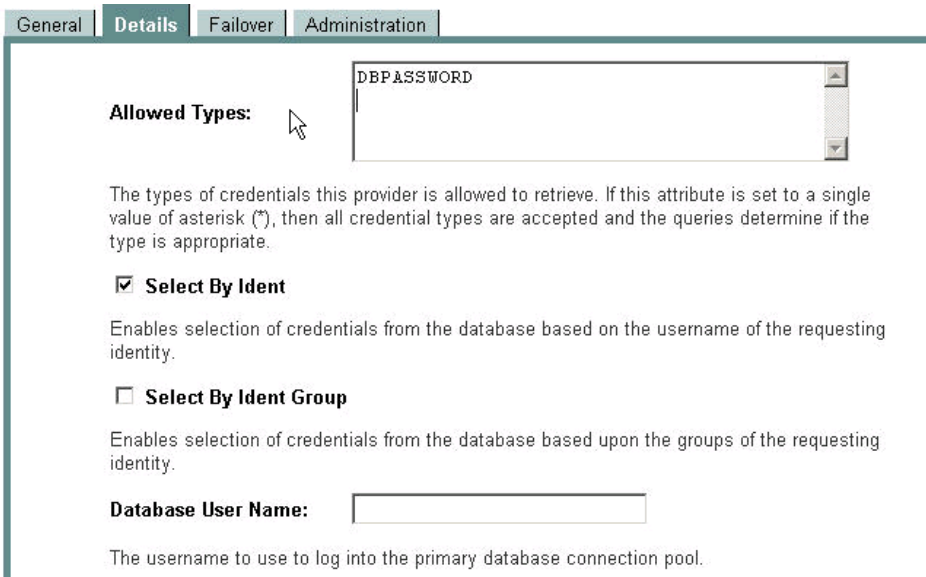 General Details Failover Administration
DBPASSWORD
Allowed Types:
The types of credentials this provider is allowed to retrieve. If this attribute is set to a single
value of asterisk (*), then all credential types are accepted and the queries determine if the
type is appropriate.
Select By Ident
Enables selection of credentials from the database based on the username of the requesting
identity.
Select By Ident Group
Enables selection of credentials from the database based upon the groups of the requesting
identity.
Database User Name:
The username to use to log into the primary database connection pool.